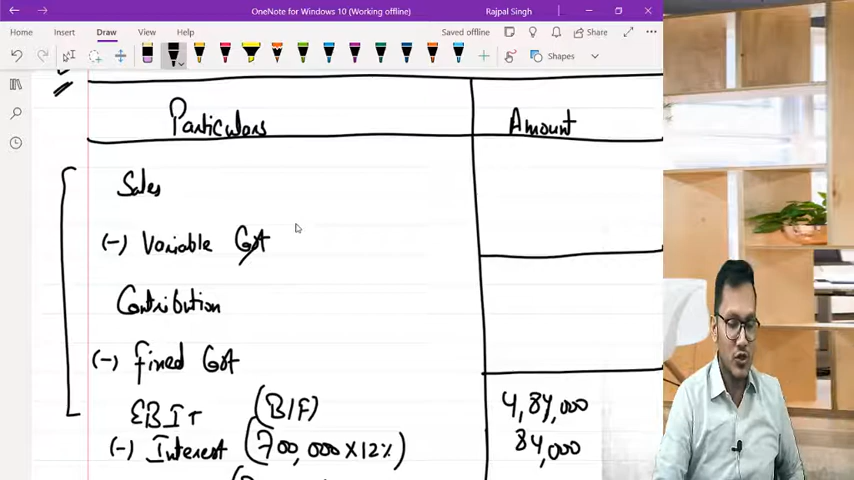 OneNote for Windows 10 (Working offline)
Rajpal Singh
Home Insert Draw View Help Saved offline Share
Shapes
Particulars Amount
Sales
(-) Variable Cost
Contribution
(-) fixed Cost
EBIT (B/F) 4,84,000
(-) Interest (700,000 X 12%) 84,000